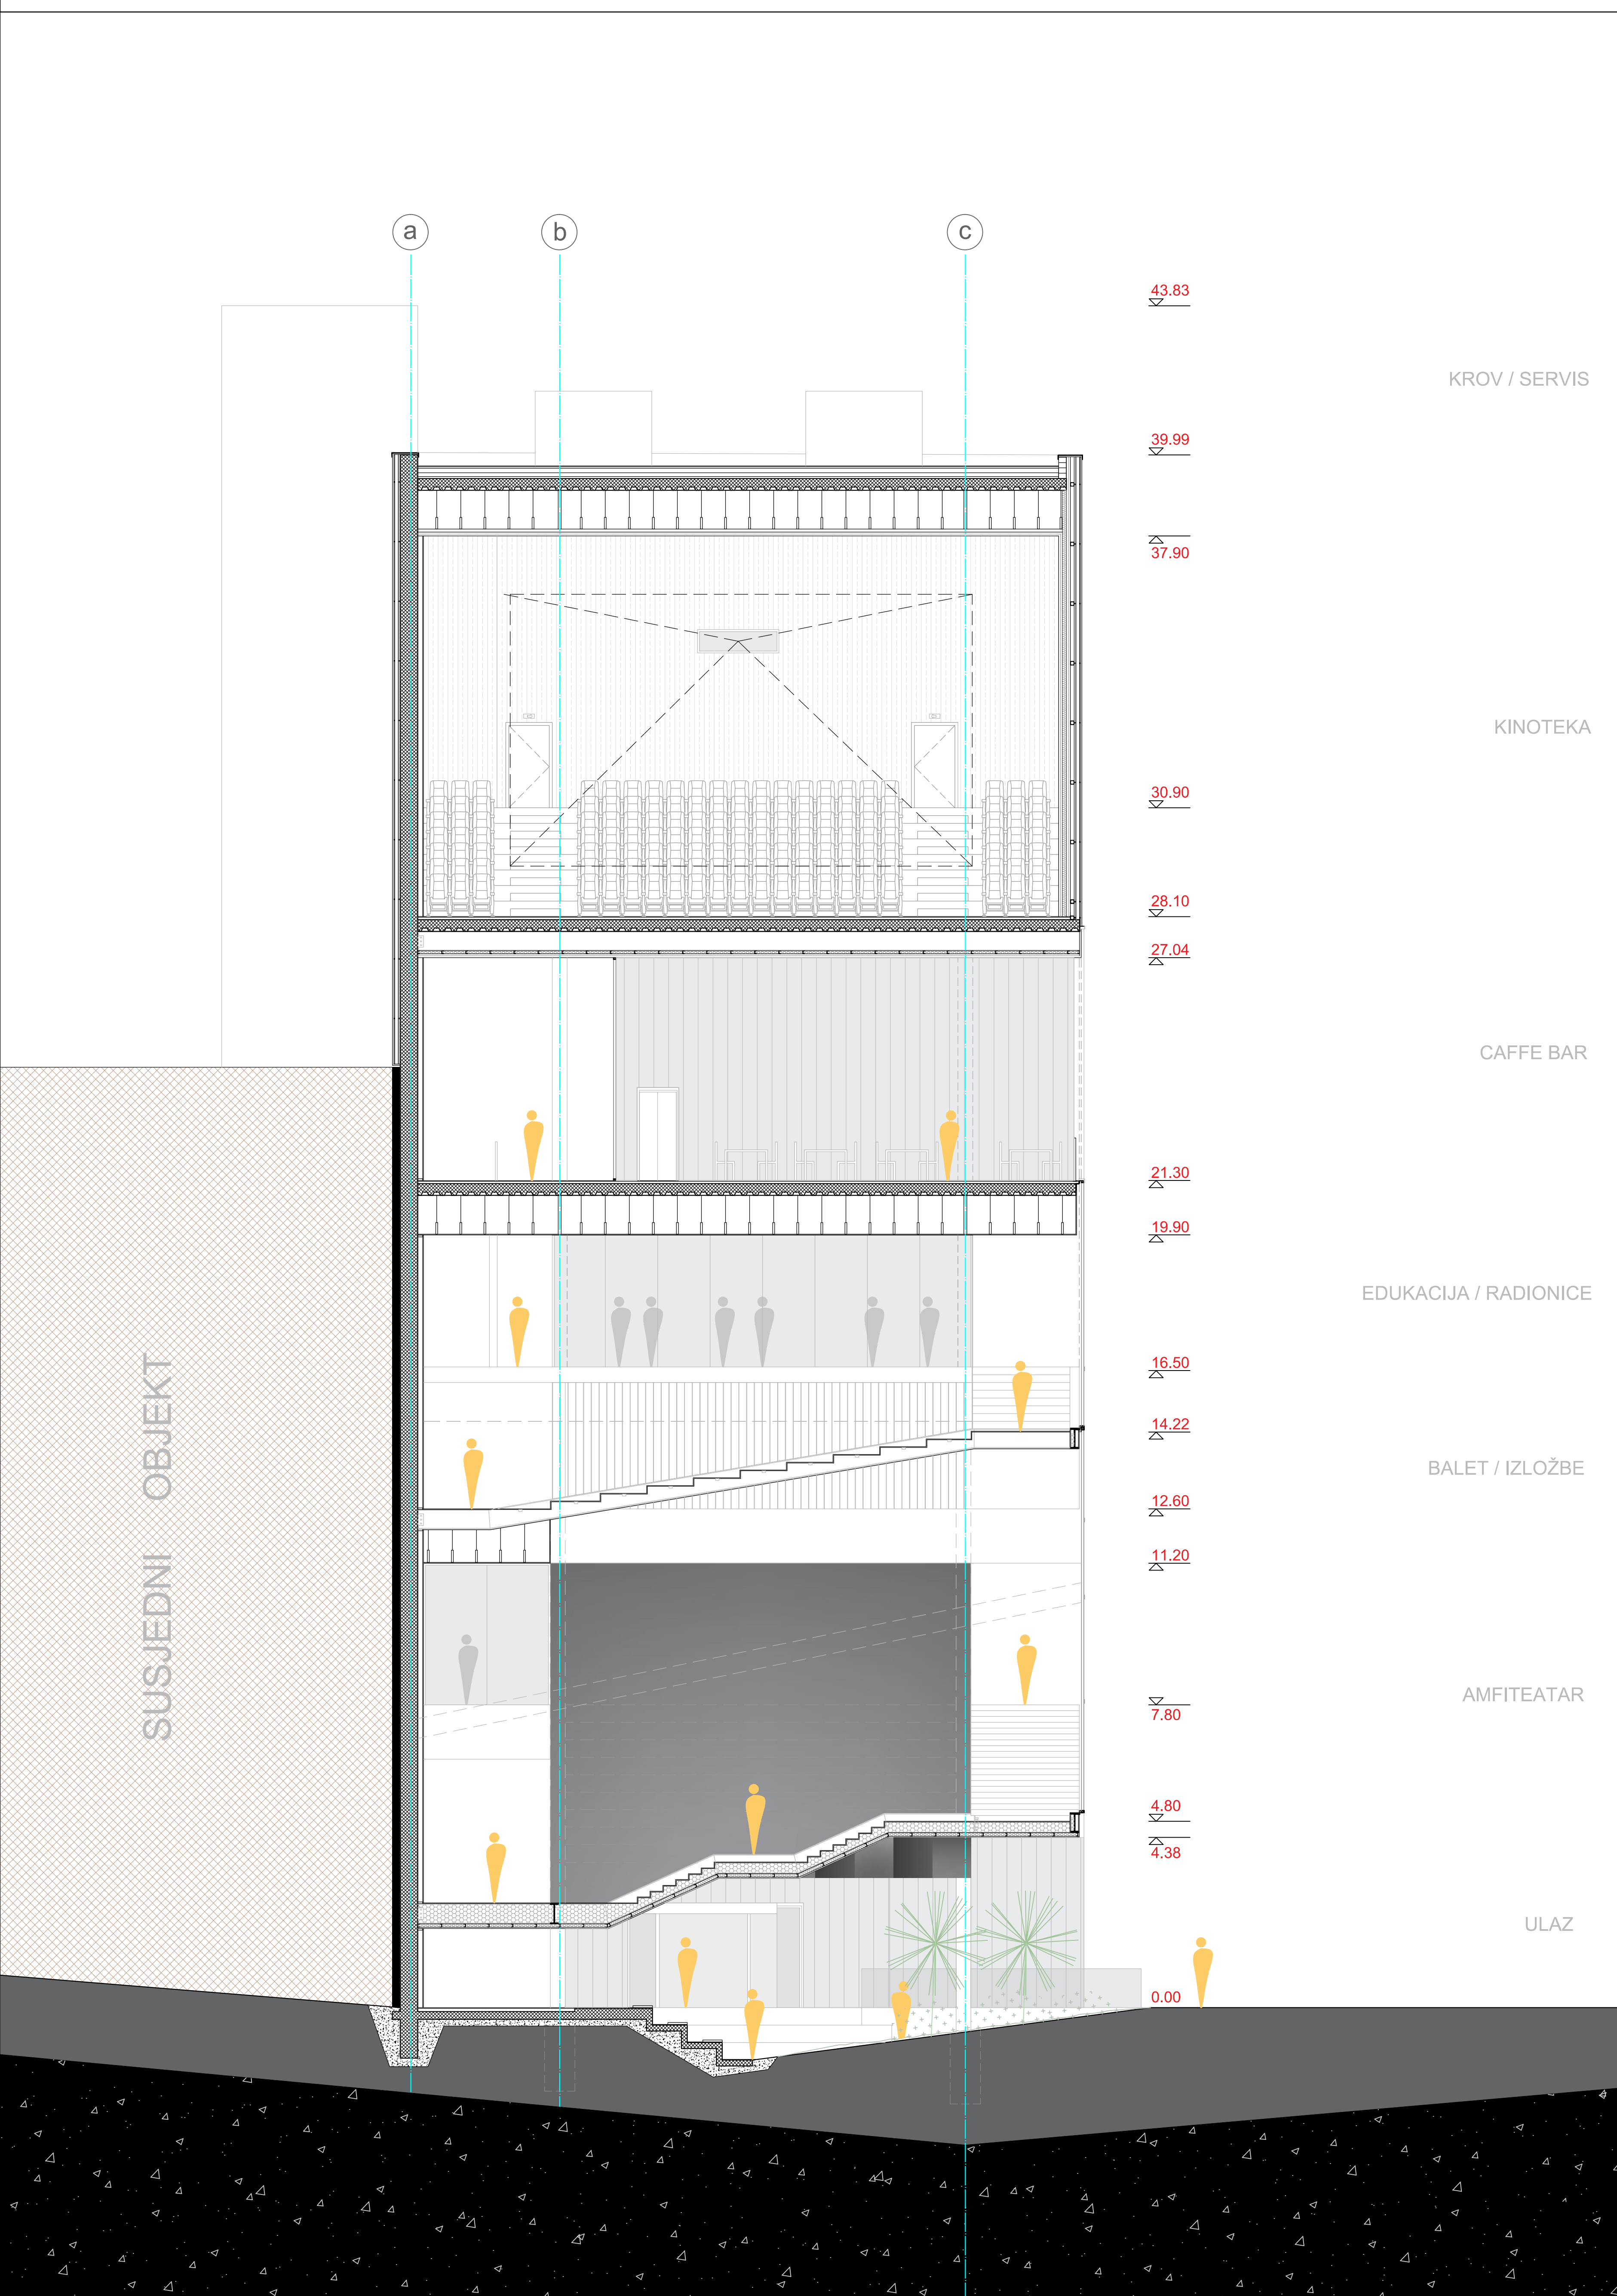 a
b
c
43.83
KROV / SERVIS
39.99
37.90
KINOTEKA
30.90
28.10
27.04
CAFFE BAR
21.30
19.90
EDUKACIJA / RADIONICE
16.50
14.22
BALET / IZLOŽBE
12.60
11.20
AMFITEATAR
7.80
4.80
4.38
ULAZ
0.00
SUSJEDNI OBJEKT